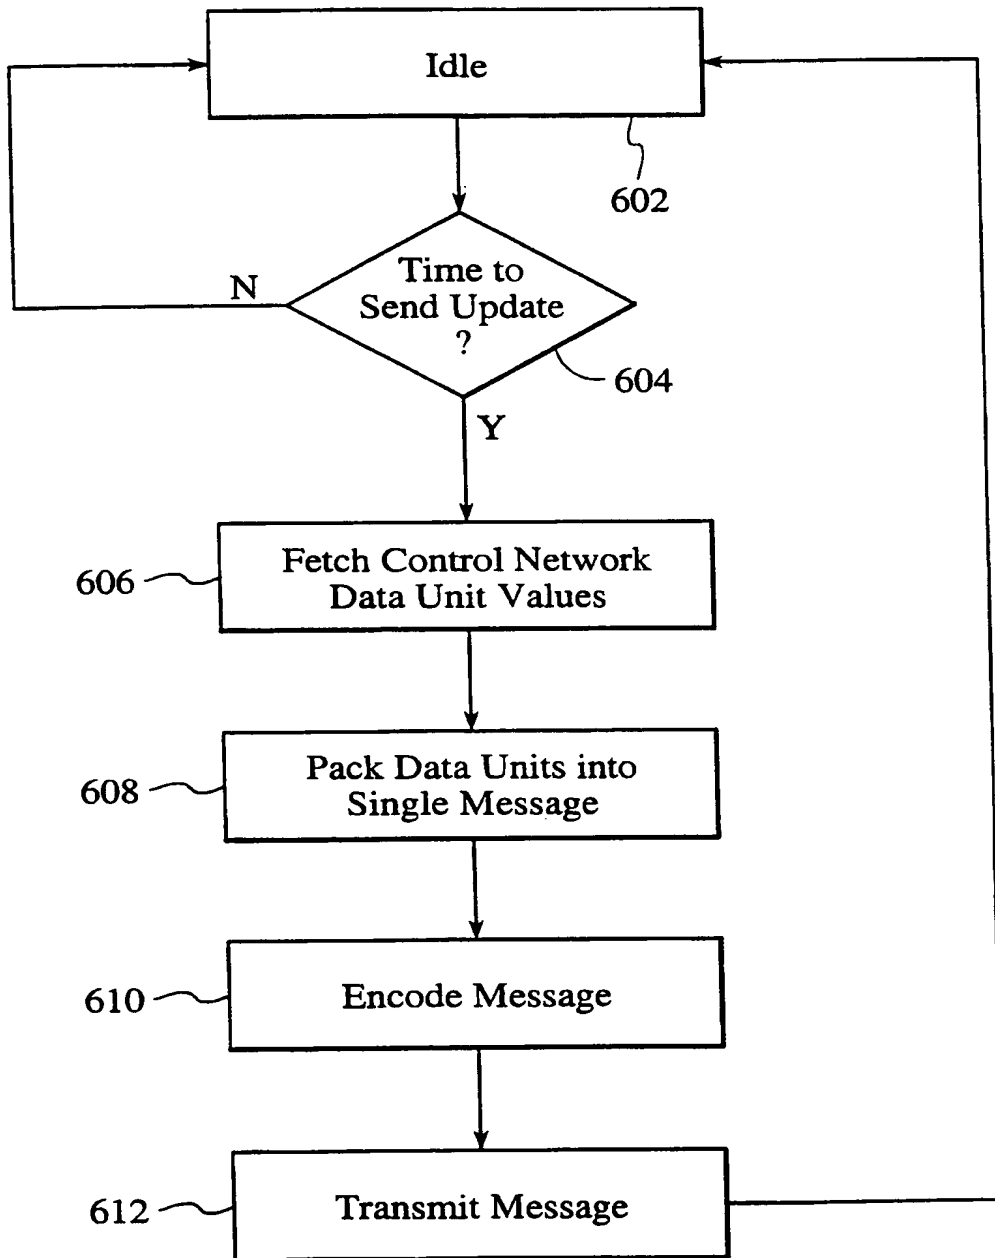 Idle
602
Time to
Send Update
?
604
N
Y
Fetch Control Network
Data Unit Values
606
Pack Data Units into
Single Message
608
Encode Message
610
Transmit Message
612